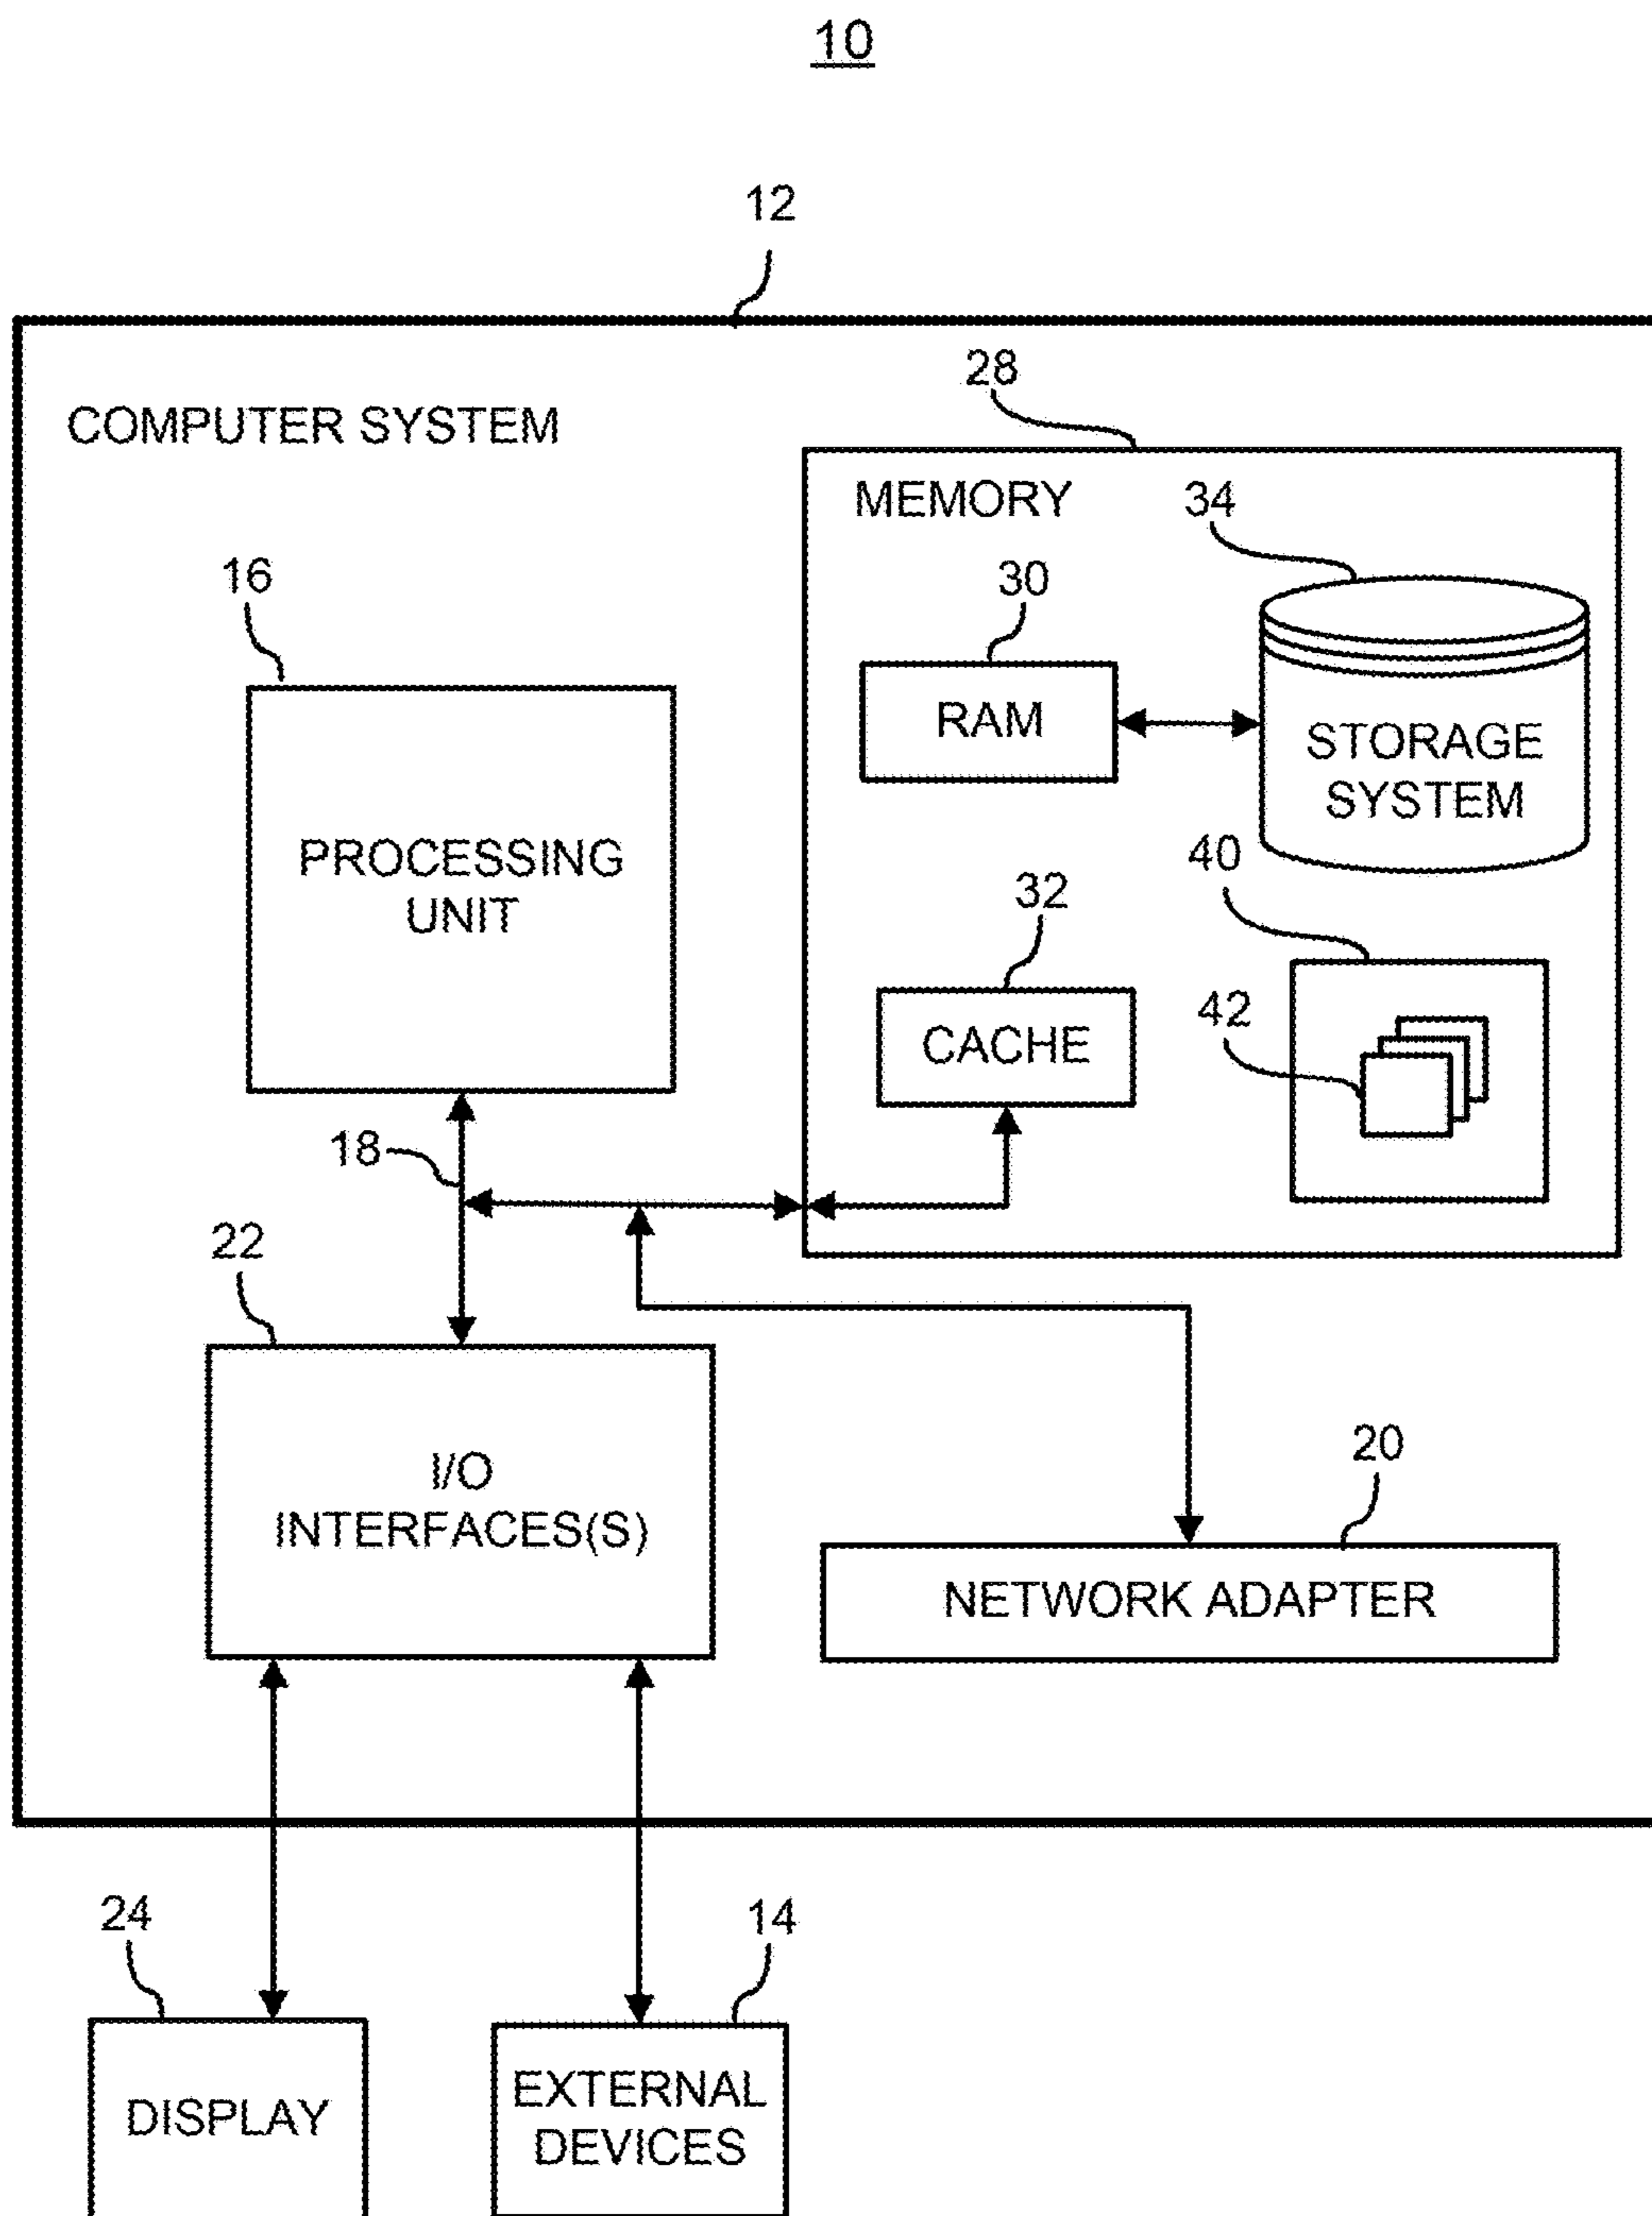 10
12
COMPUTER SYSTEM
28
MEMORY
34
16
30
RAM
STORAGE
SYSTEM
PROCESSING
UNIT
40
32
42
CACHE
18
22
I/O
INTERFACES(S)
20
NETWORK ADAPTER
24
14
DISPLAY
EXTERNAL
DEVICES